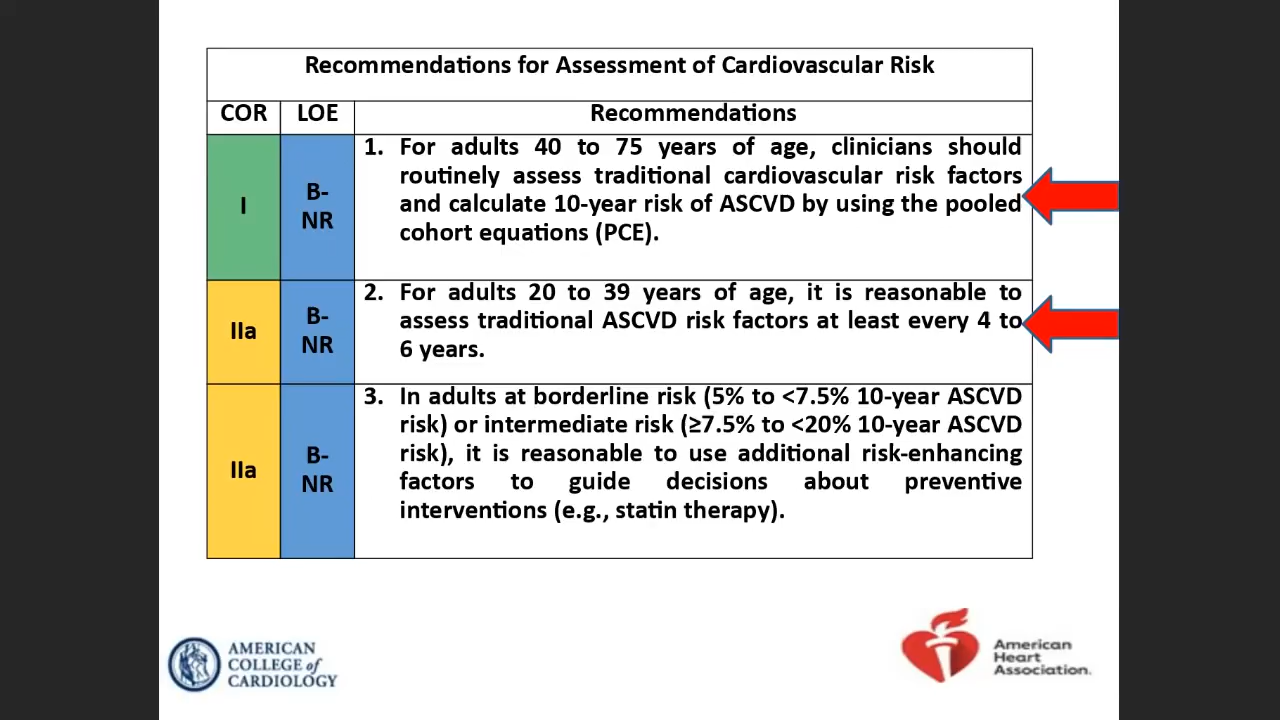 Recommendations for Assessment of Cardiovascular Risk
COR LOE Recommendations
I
B-
NR
1. For adults 40 to 75 years of age, clinicians should
routinely assess traditional cardiovascular risk factors
and calculate 10-year risk of ASCVD by using the pooled
cohort equations (PCE).
IIa
B-
NR
2. For adults 20 to 39 years of age, it is reasonable to
assess traditional ASCVD risk factors at least every 4 to
6 years.
IIa
B-
NR
3. In adults at borderline risk (5% to <7.5% 10-year ASCVD
risk) or intermediate risk (≥7.5% to <20% 10-year ASCVD
risk), it is reasonable to use additional risk-enhancing
factors to guide decisions about preventive
interventions (e.g., statin therapy).
AMERICAN
COLLEGE of
CARDIOLOGY
American
Heart
Association.